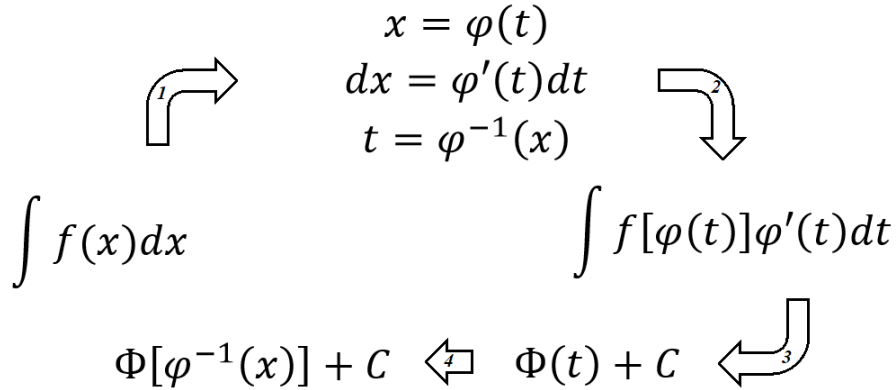 x = φ(t)
1 dx = φ′(t)dt 2
t = φ⁻¹(x)
∫ f(x)dx ∫ f[φ(t)]φ′(t)dt
Φ[φ⁻¹(x)] + C 4 Φ(t) + C 3